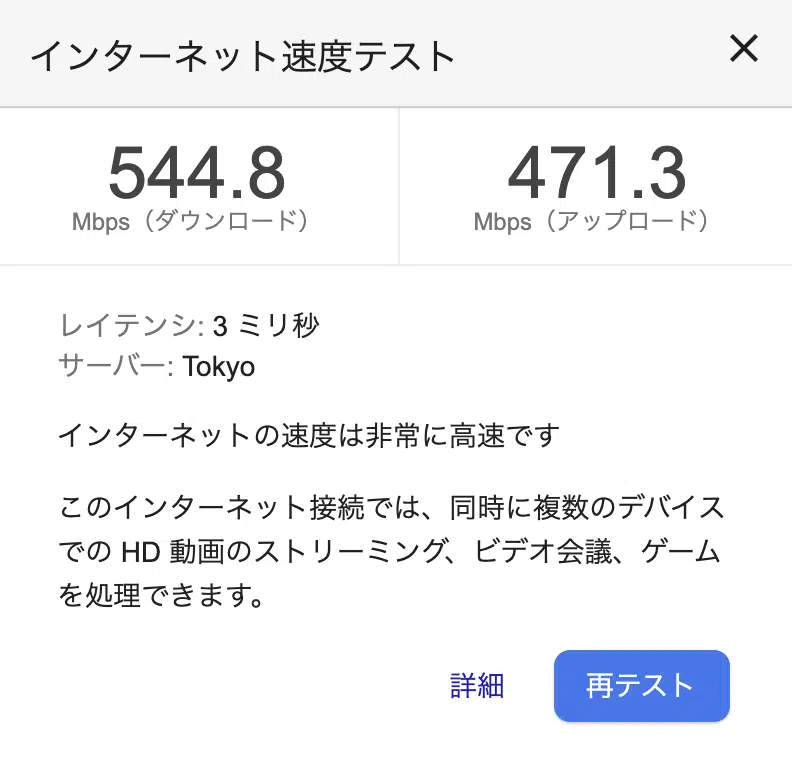 インターネット速度テスト
544.8
Mbps（ダウンロード）
471.3
Mbps（アップロード）
レイテンシ: 3 ミリ秒
サーバー: Tokyo
インターネットの速度は非常に高速です
このインターネット接続では、同時に複数のデバイス
での HD 動画のストリーミング、ビデオ会議、ゲーム
を処理できます。
詳細
再テスト